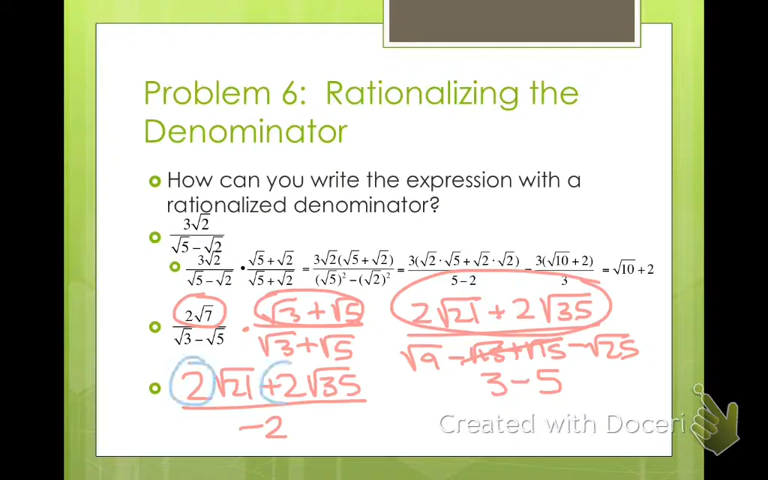 Problem 6: Rationalizing the
Denominator
How can you write the expression with a
rationalized denominator?
3√2
√5 − √2
3√2 / √5 − √2 • √5 + √2 / √5 + √2 = 3√2(√5 + √2) / (√5)² − (√2)² = 3(√2 · √5 + √2 · √2) / 5 − 2 = 3(√10 + 2) / 3 = √10 + 2
2√7 / √3 − √5 · √3 + √5 / √3 + √5
2√21 + 2√35
√9 − √15 + √15 − √25
3 − 5
2√21 + 2√35
−2
Created with Doceri